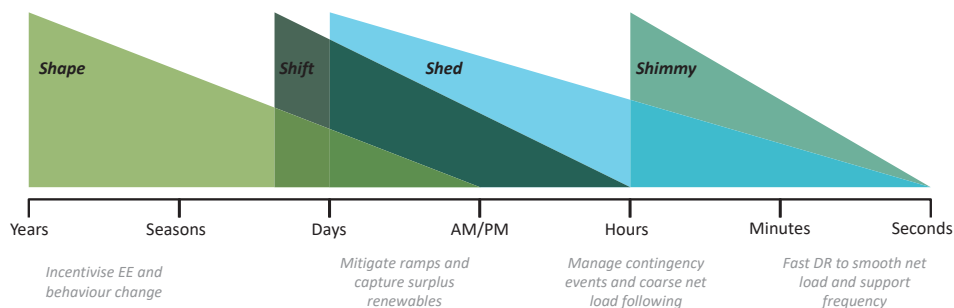 Shape
Shift
Shed
Shimmy
Years
Seasons
Days
AM/PM
Hours
Minutes
Seconds
Incentivise EE and
behaviour change
Mitigate ramps and
capture surplus
renewables
Manage contingency
events and coarse net
load following
Fast DR to smooth net
load and support
frequency